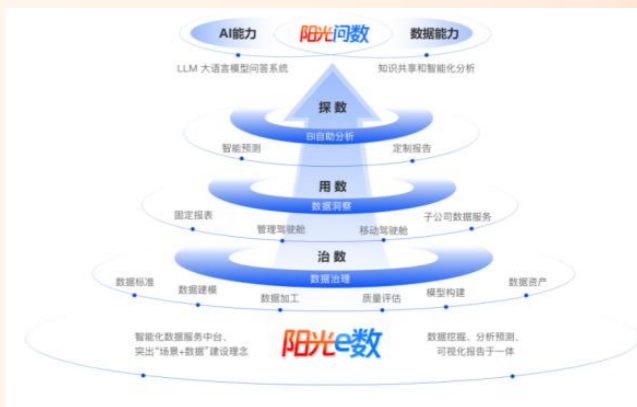 AI能力
阳光问数
数据能力
LLM 大语言模型问答系统
知识共享和智能化分析
探数
BI自助分析
智能预测
定制报告
用数
数据洞察
固定报表
管理驾驶舱
移动驾驶舱
子公司数据服务
治数
数据治理
数据标准
数据建模
数据加工
质量评估
模型构建
数据资产
智能化数据服务中台、
突出“场景+数据”建设理念
阳光e数
数据挖掘、分析预测、
可视化报告于一体